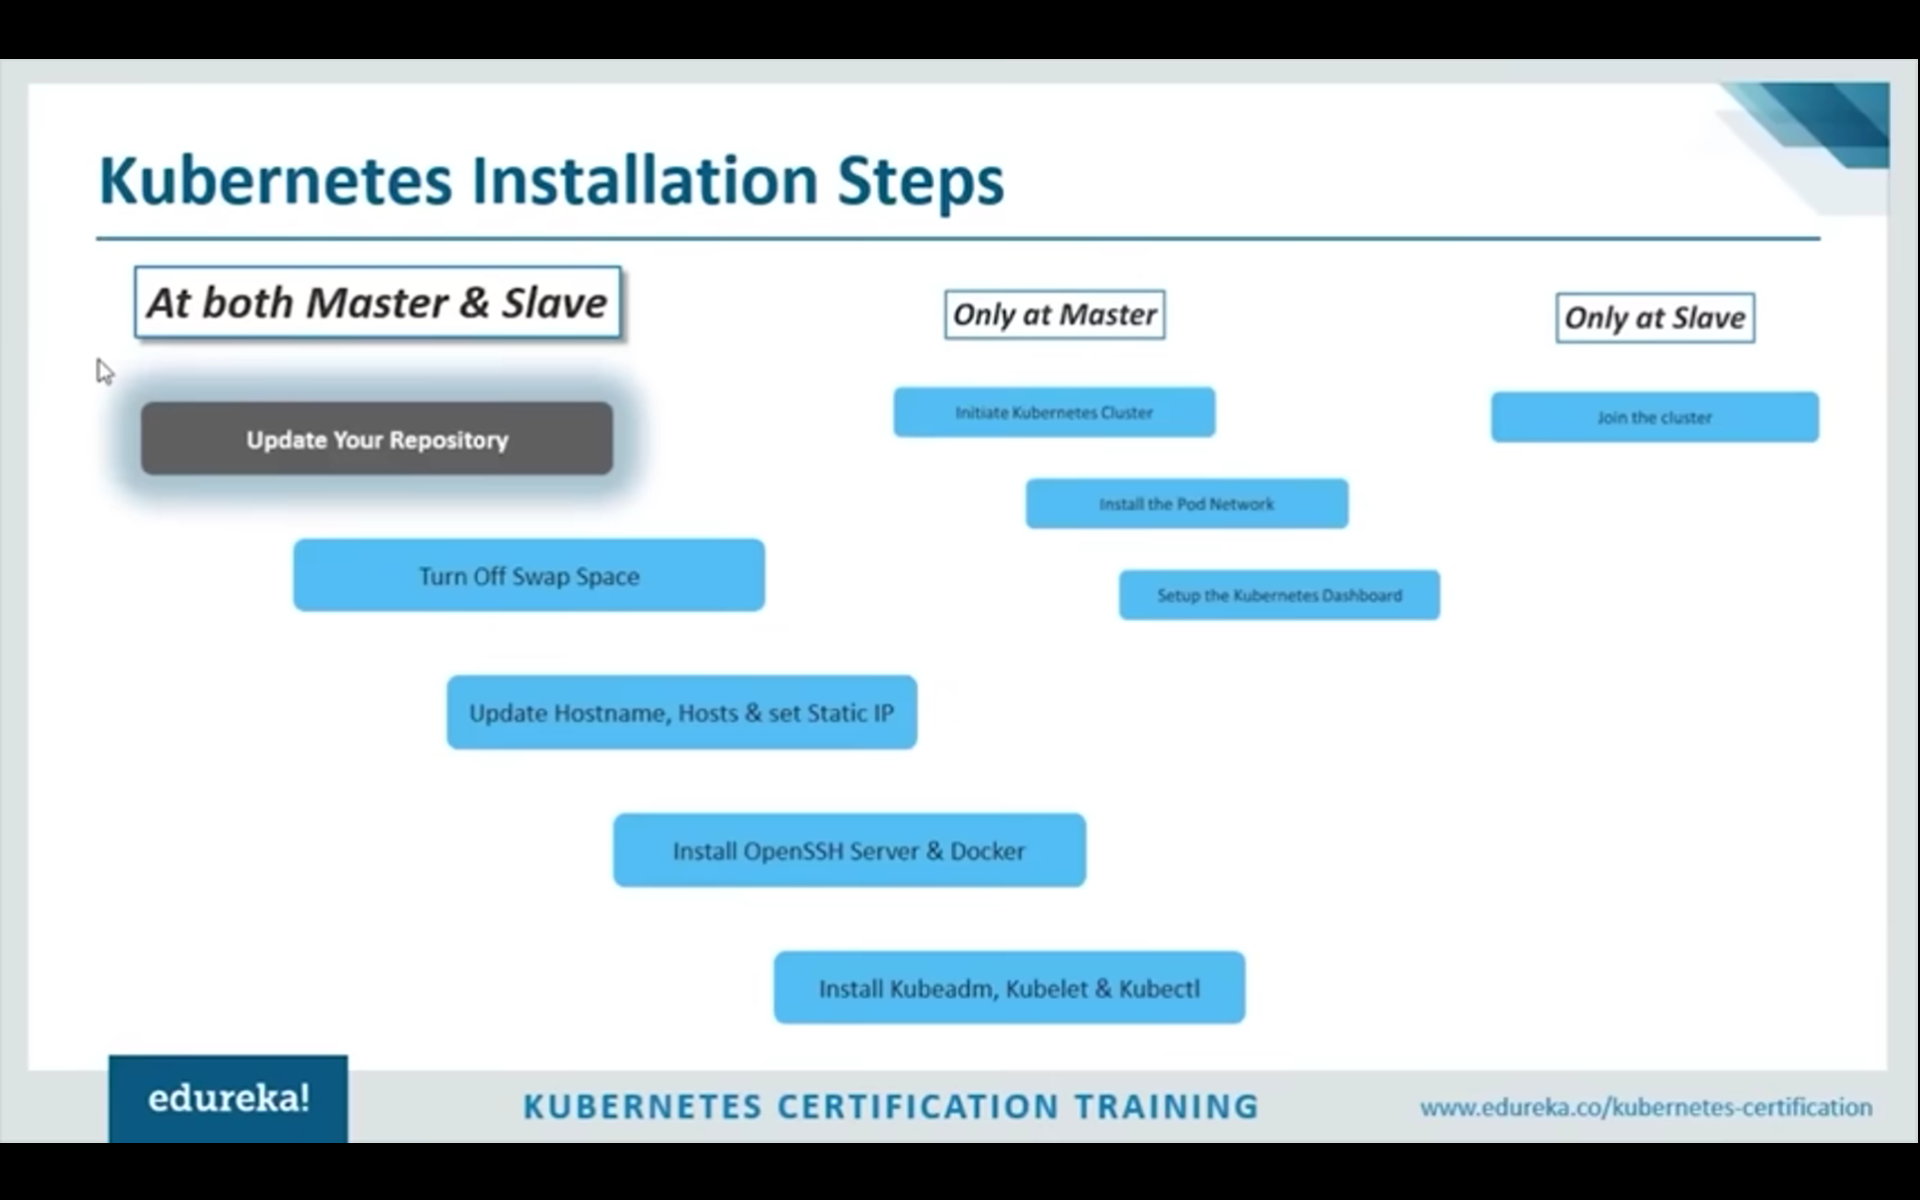 Kubernetes Installation Steps
At both Master & Slave
Update Your Repository
Turn Off Swap Space
Update Hostname, Hosts & set Static IP
Install OpenSSH Server & Docker
Install Kubeadm, Kubelet & Kubectl
Only at Master
Initiate Kubernetes Cluster
Install the Pod Network
Setup the Kubernetes Dashboard
Only at Slave
Join the cluster
edureka!
KUBERNETES CERTIFICATION TRAINING
www.edureka.co/kubernetes-certification